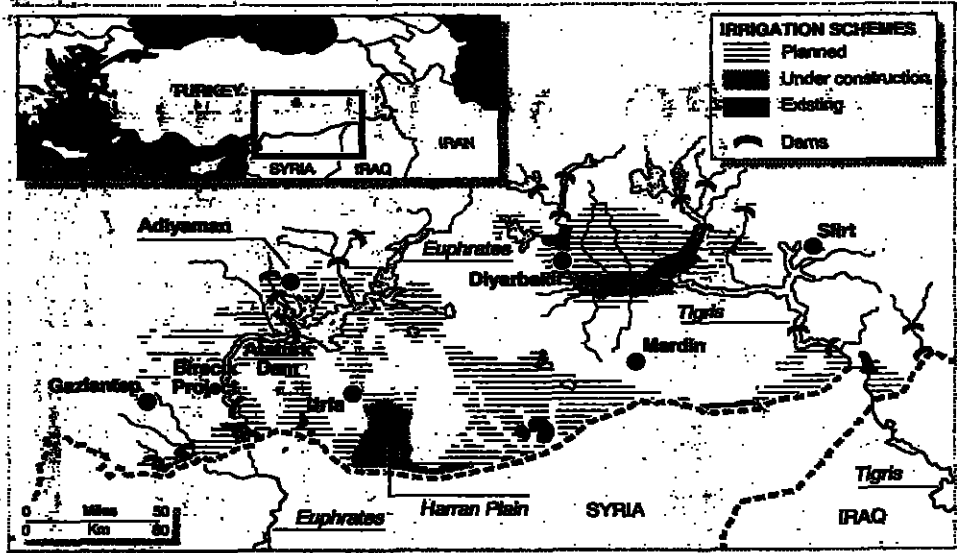 IRRIGATION SCHEMES
Planned
Under construction
Existing
Dams
TURKEY
IRAN
SYRIA
IRAQ
Adiyaman
Euphrates
Siirt
Diyarbakir
Tigris
Mardin
Ataturk
Dam
Birecik
Project
Gaziantep
Urfa
0 Miles 50
0 Km 80
Euphrates
Harran Plain
SYRIA
Tigris
IRAQ